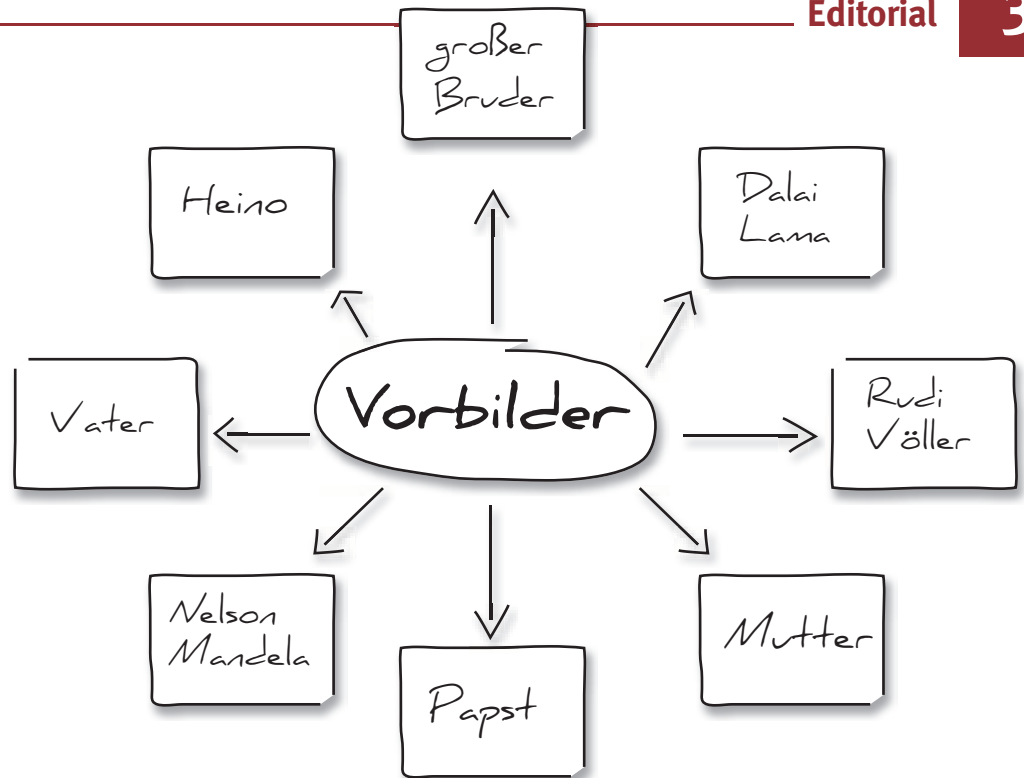 Editorial 3
großer
Bruder
Heino
Dalai
Lama
Vorbilder
Vater
Rudi
Völler
Nelson
Mandela
Mutter
Papst